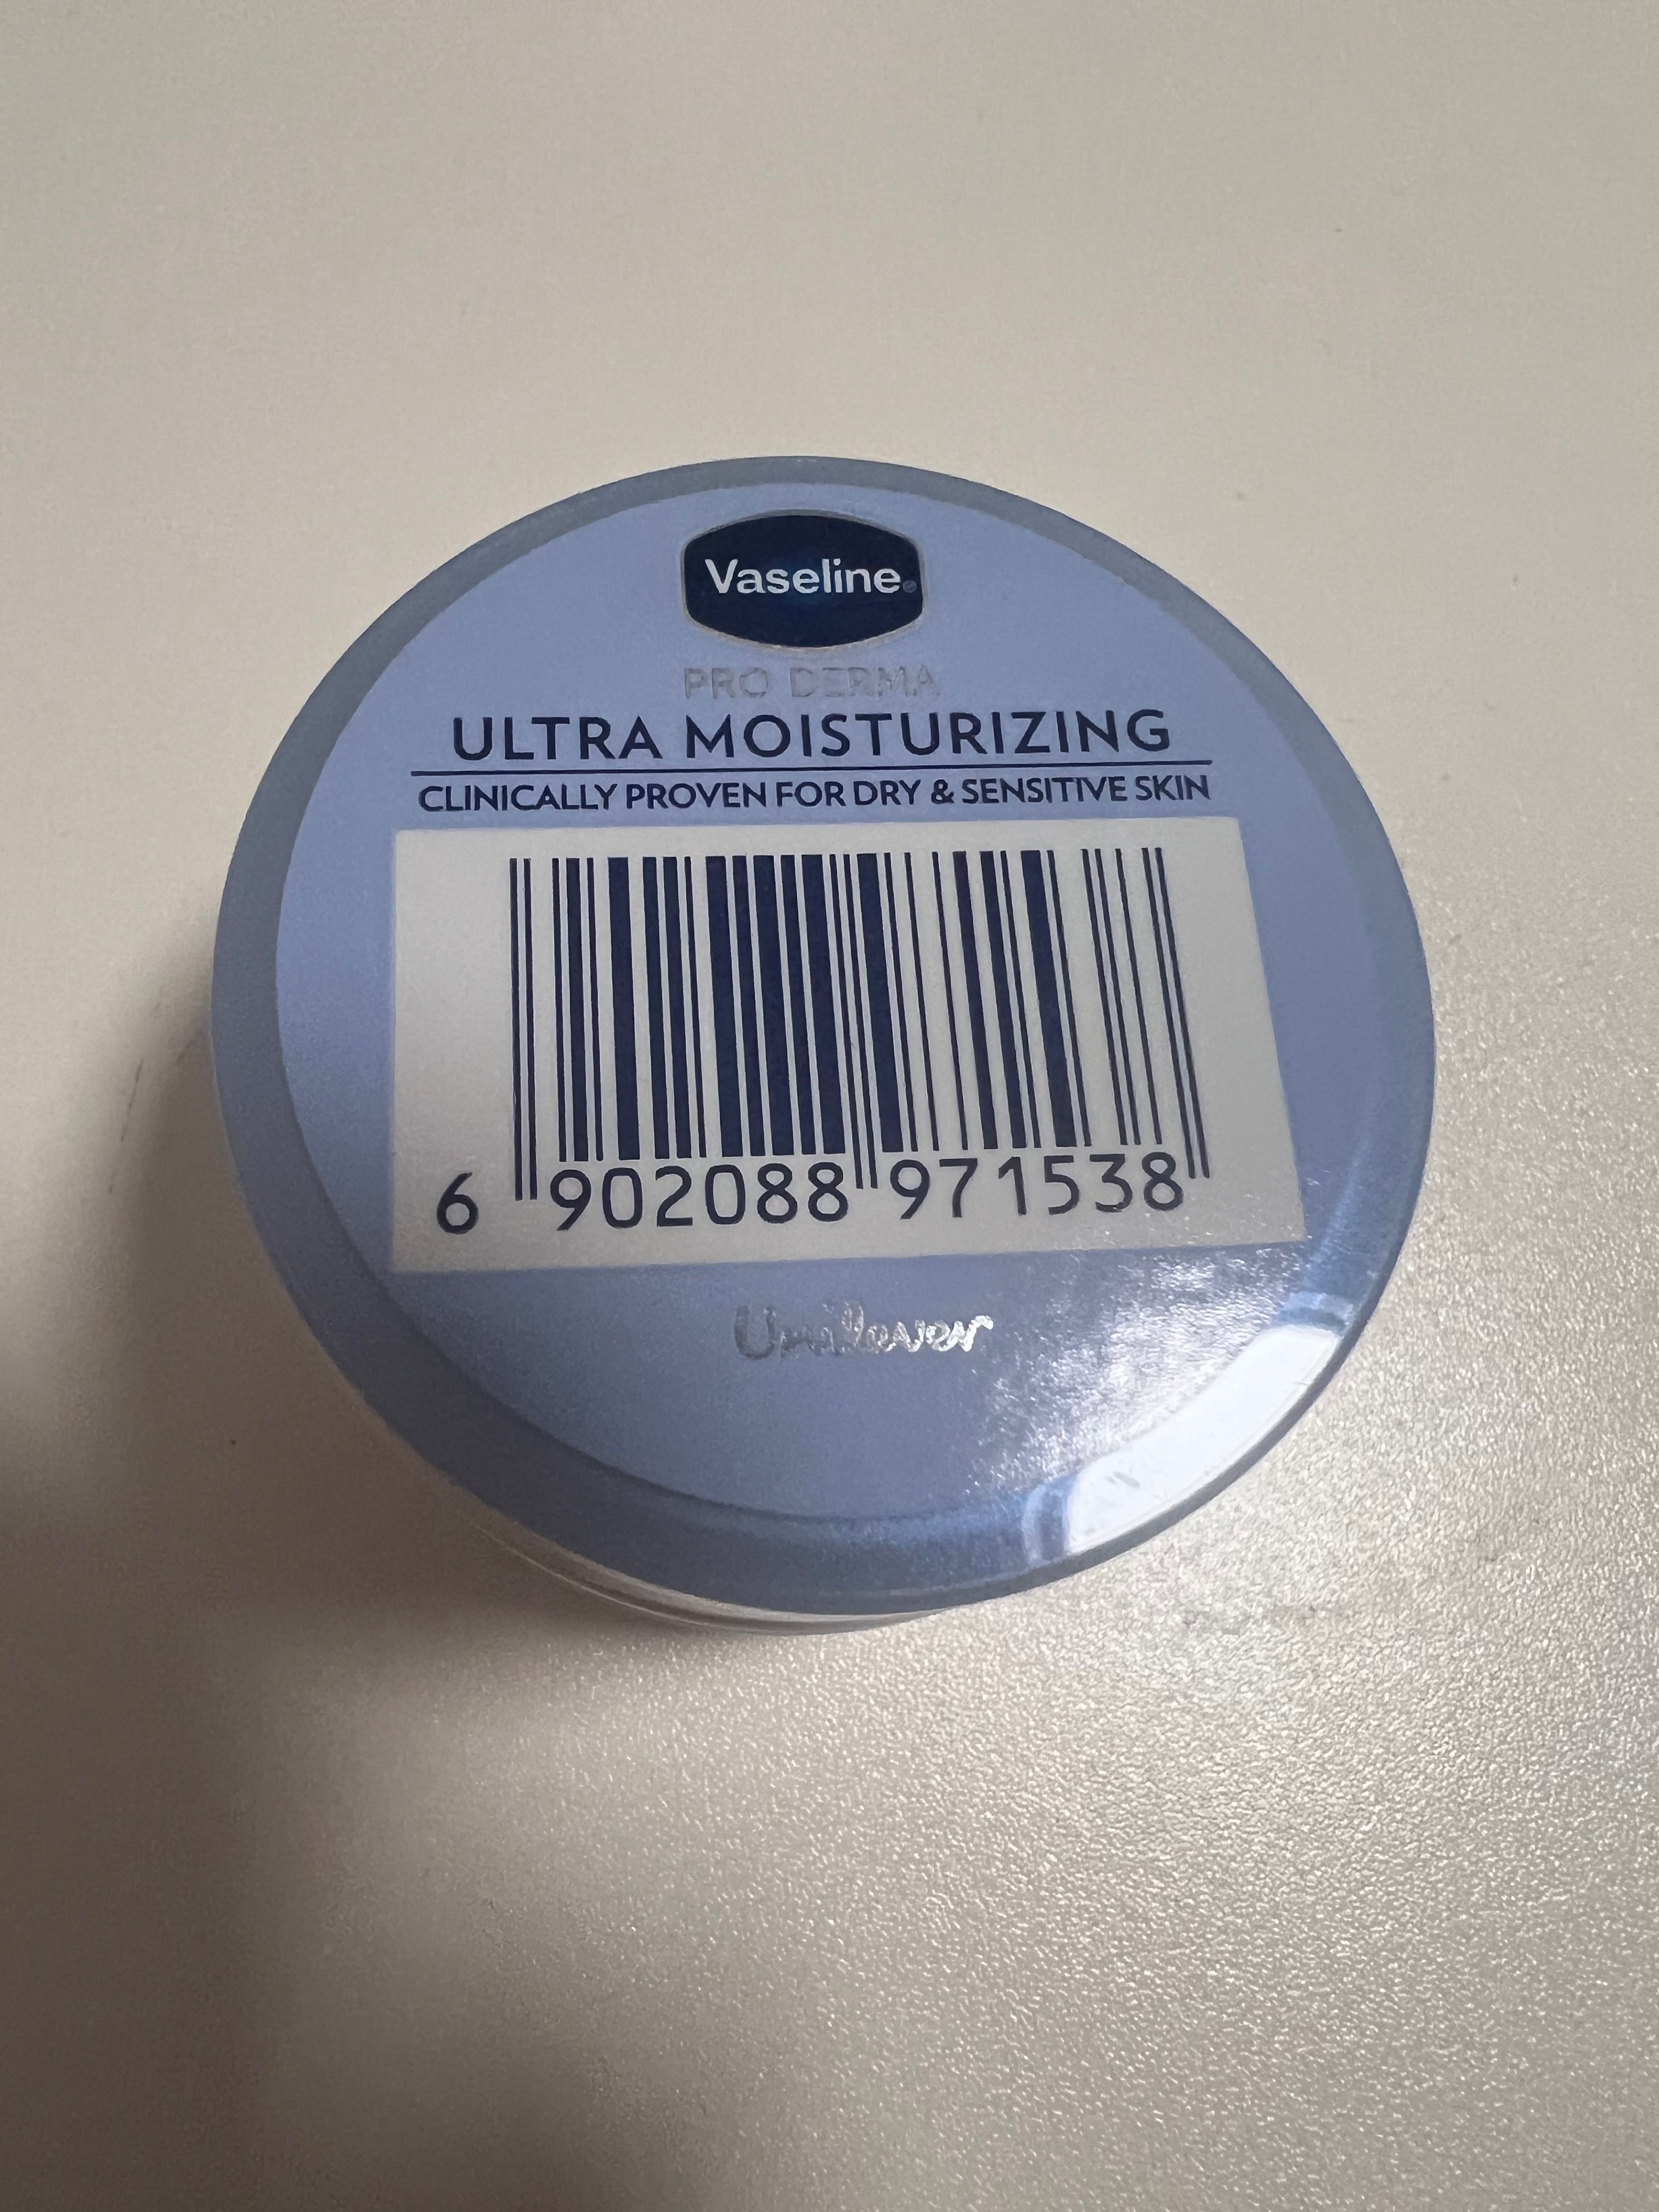 Vaseline
PRO DERMA
ULTRA MOISTURIZING
CLINICALLY PROVEN FOR DRY & SENSITIVE SKIN
6 902088 971538
Unilever